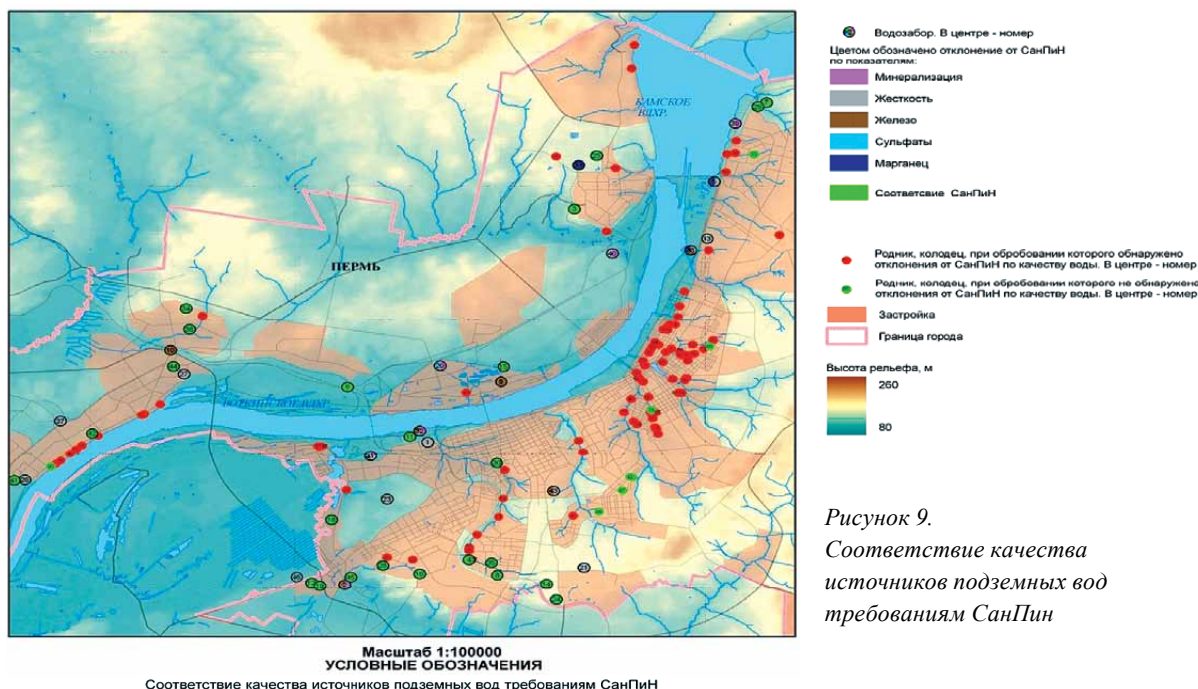 КАМСКОЕ
ВДХР.
ПЕРМЬ
ВОТКИНСКОЕ ВДХР.
Масштаб 1:100000
УСЛОВНЫЕ ОБОЗНАЧЕНИЯ
Соответствие качества источников подземных вод требованиям СанПиН
Водозабор. В центре - номер
Цветом обозначено отклонение от СанПиН
по показателям:
Минерализация
Жесткость
Железо
Сульфаты
Марганец
Соответсвие СанПиН
Родник, колодец, при обробовании которого обнаружено
отклонения от СанПиН по качеству воды. В центре - номер
Родник, колодец, при обробовании которого не обнаружено
отклонения от СанПиН по качеству воды. В центре - номер
Застройка
Граница города
Высота рельефа, м
260
80
Рисунок 9.
Соответствие качества
источников подземных вод
требованиям СанПин